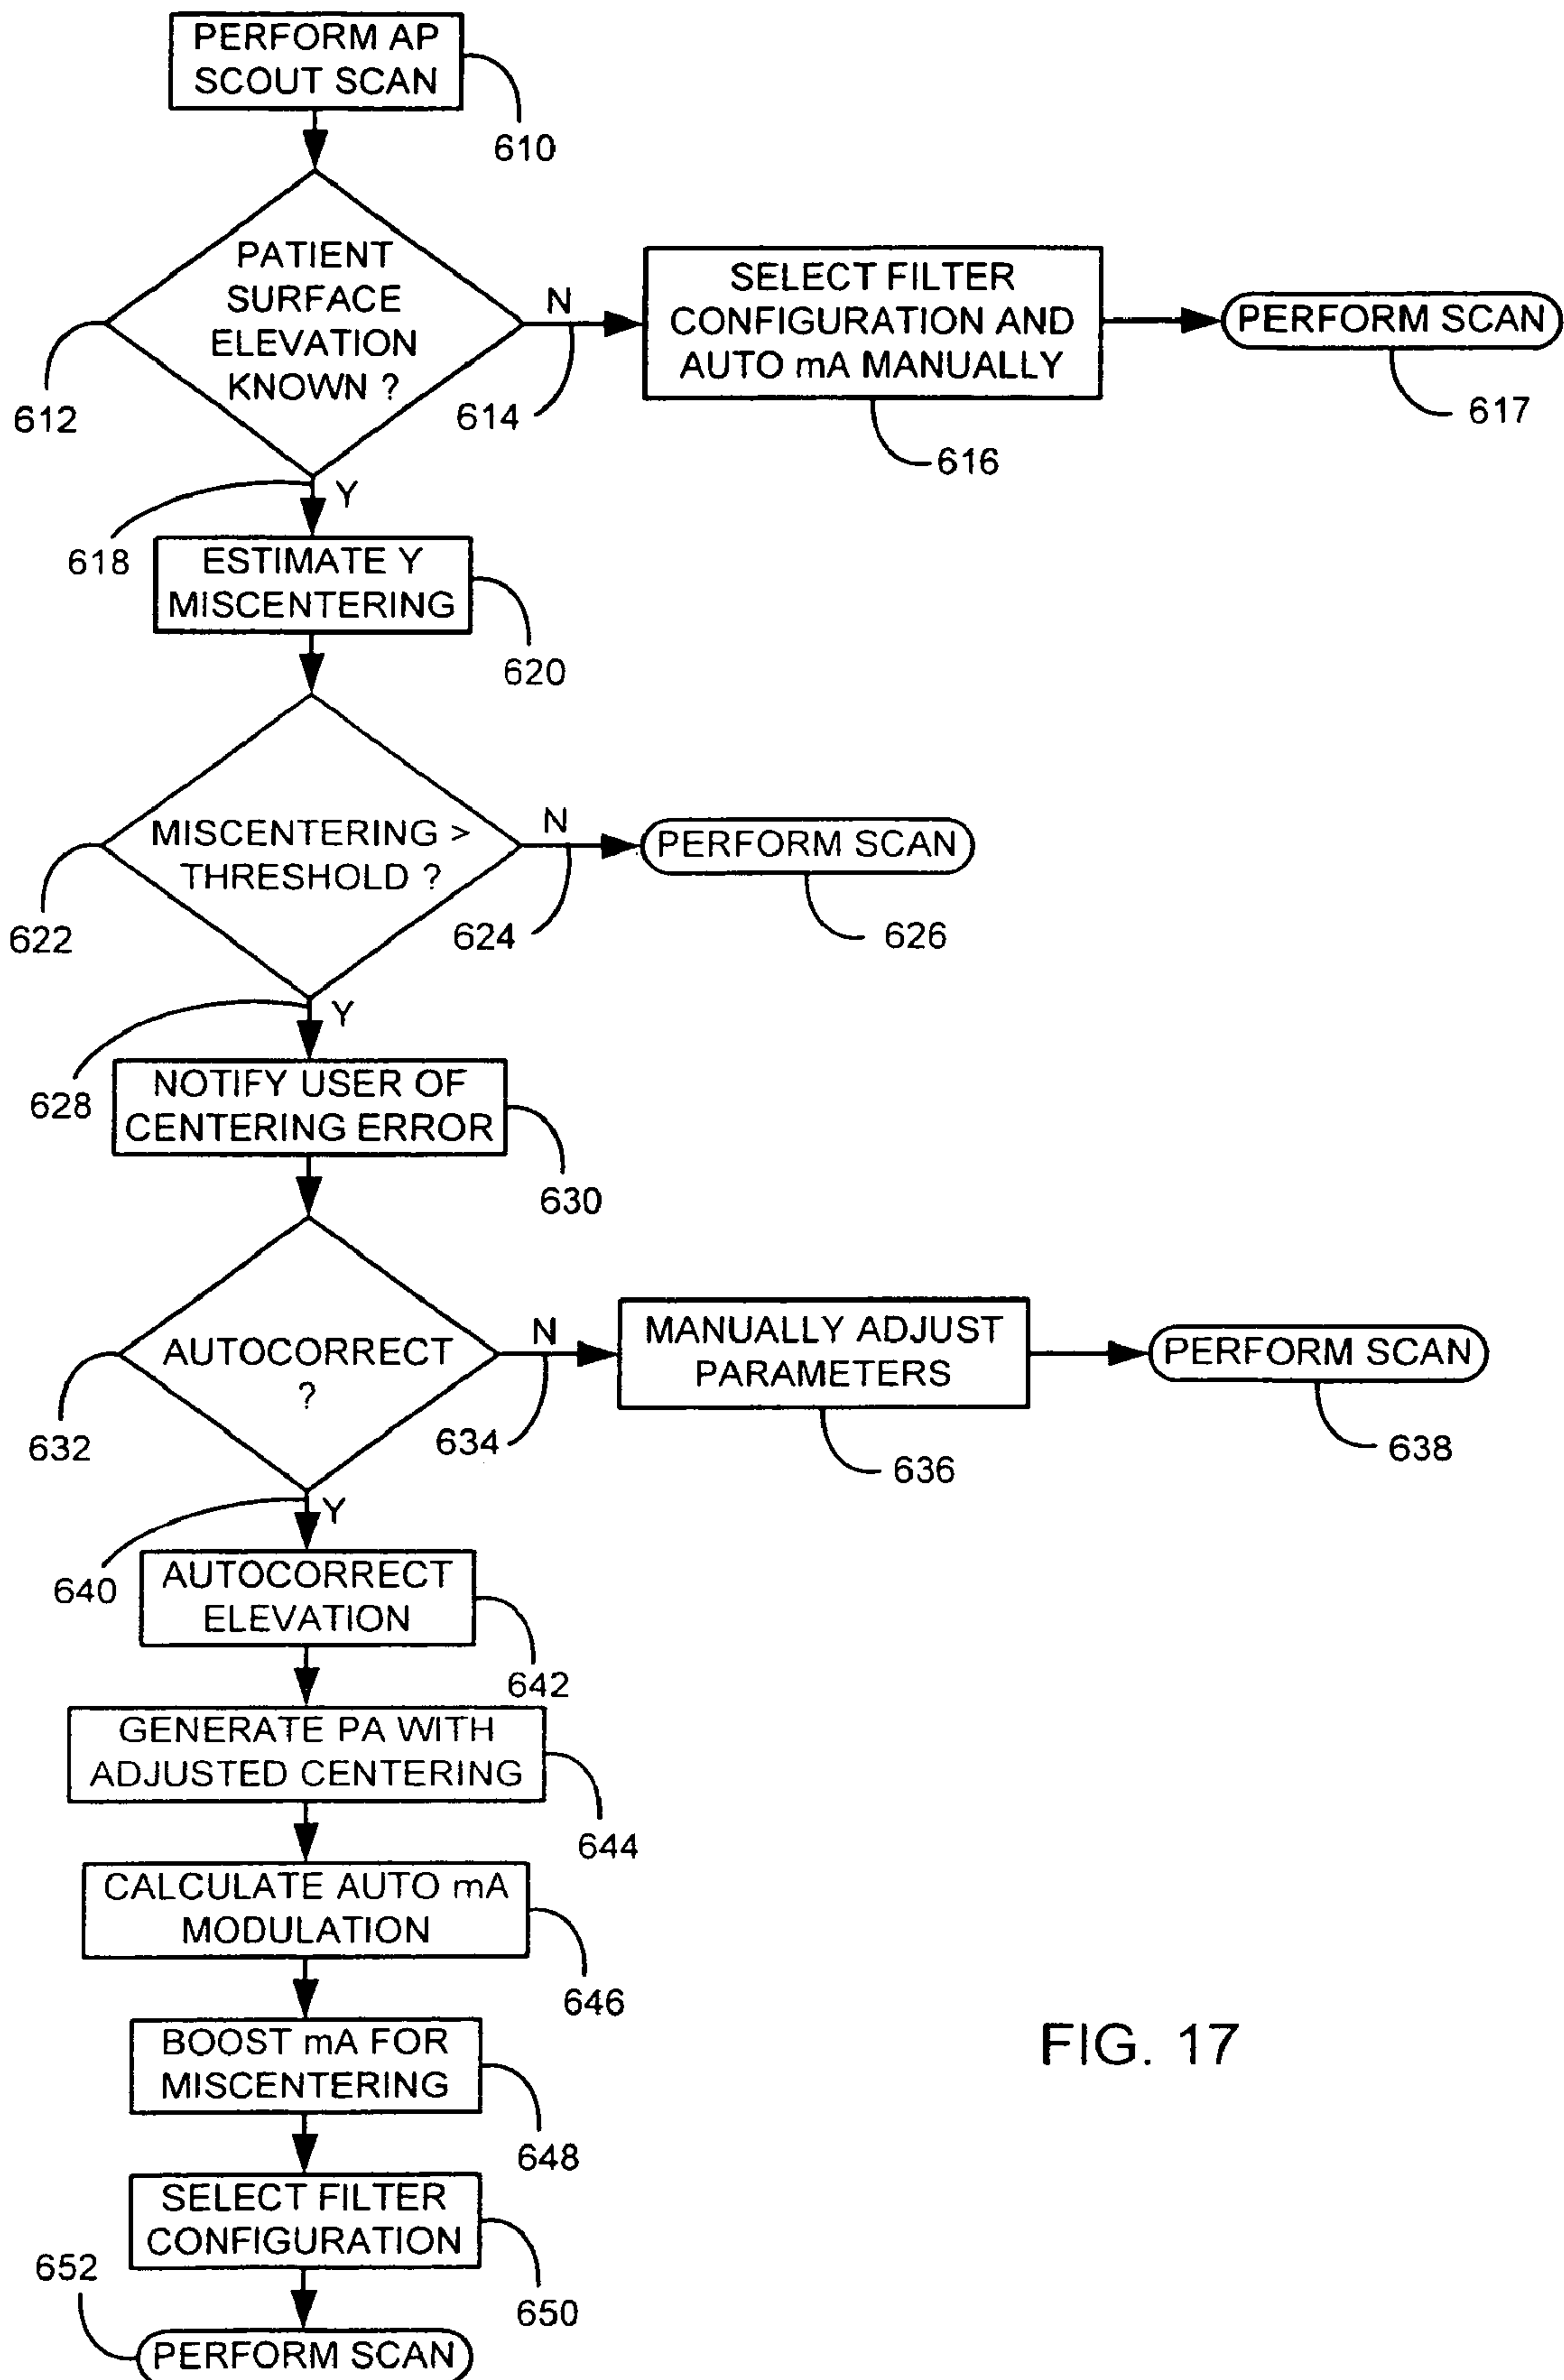 PERFORM AP
SCOUT SCAN
610
PATIENT
SURFACE
ELEVATION
KNOWN ?
612
N
614
SELECT FILTER
CONFIGURATION AND
AUTO mA MANUALLY
616
PERFORM SCAN
617
Y
618
ESTIMATE Y
MISCENTERING
620
MISCENTERING >
THRESHOLD ?
622
N
624
PERFORM SCAN
626
Y
628
NOTIFY USER OF
CENTERING ERROR
630
AUTOCORRECT
?
632
N
634
MANUALLY ADJUST
PARAMETERS
636
PERFORM SCAN
638
Y
640
AUTOCORRECT
ELEVATION
642
GENERATE PA WITH
ADJUSTED CENTERING
644
CALCULATE AUTO mA
MODULATION
646
BOOST mA FOR
MISCENTERING
648
SELECT FILTER
CONFIGURATION
650
652
PERFORM SCAN
FIG. 17